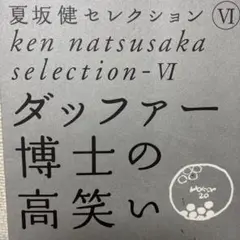 夏坂健セレクション Ⅵ
ken natsusaka
selection-Ⅵ
ダッファー
博士の
高笑い